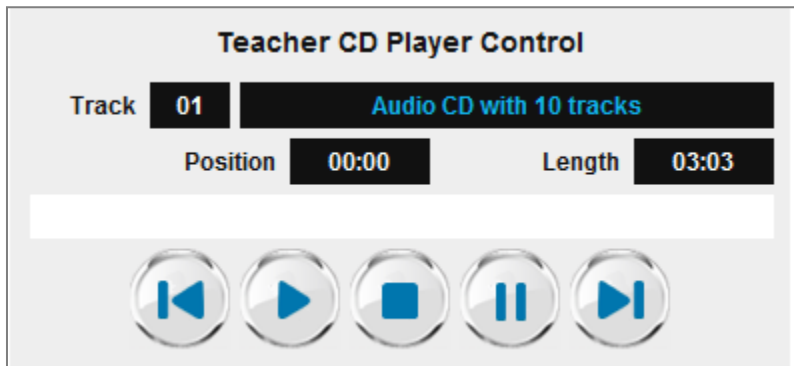 Teacher CD Player Control
Track 01 Audio CD with 10 tracks
Position 00:00 Length 03:03